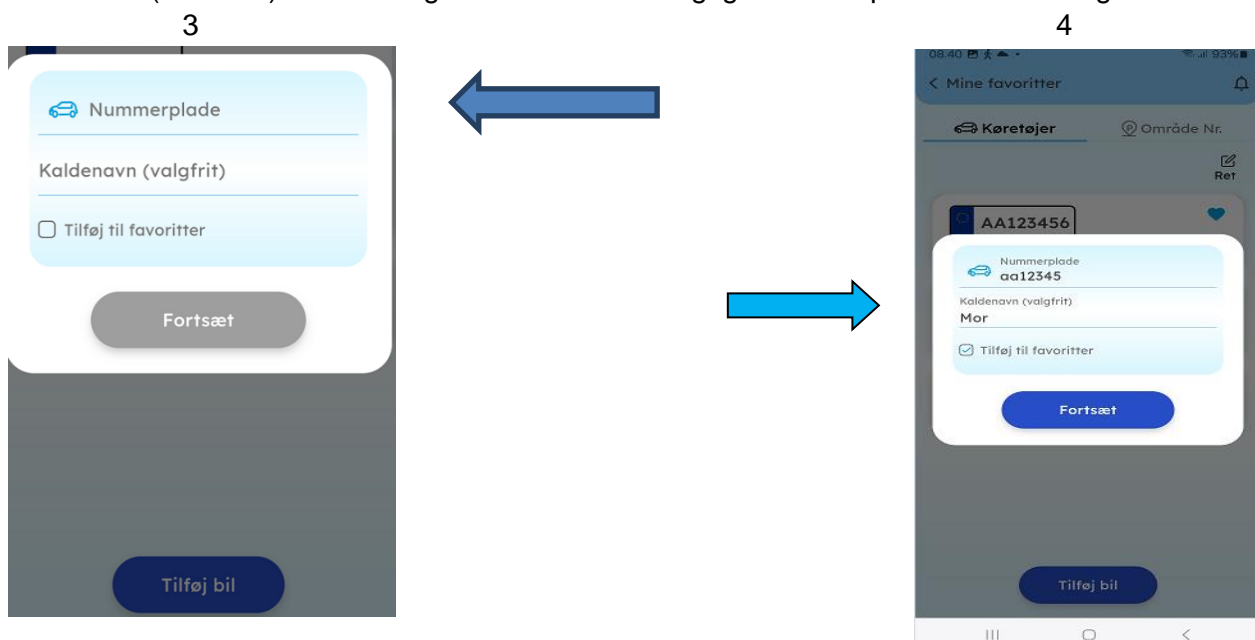 3
Nummerplade
Kaldenavn (valgfrit)
Tilføj til favoritter
Fortsæt
Tilføj bil
4
08.40 93%
< Mine favoritter
Køretøjer Område Nr.
Ret
AA123456
Nummerplade
aa12345
Kaldenavn (valgfrit)
Mor
Tilføj til favoritter
Fortsæt
Tilføj bil